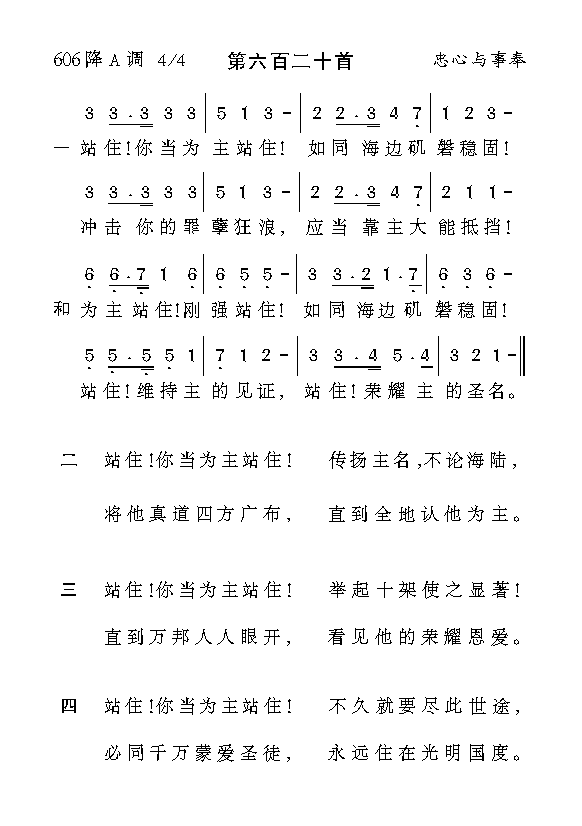 606降A调 4/4 第六百二十首 忠心与事奉
3 3·3 3 3|5 1 3-|2 2·3 4 7|1 2 3-
一站住!你当为 主站住! 如同 海边矶 磐稳固!
3 3·3 3 3|5 1 3-|2 2·3 4 7|2 1 1-
冲击 你的罪 孽狂浪, 应当 靠主大 能抵挡!
6 6·7 1 6|6 5 5-|3 3·2 1·7|6 3 6-
和 为主 站住!刚 强站住! 如同 海边矶 磐稳固!
5 5·5 5 1|7 1 2-|3 3·4 5·4|3 2 1-‖
站住!维持主 的见证, 站住!荣耀 主 的圣名。
二 站住!你当为主站住! 传扬主名,不论海陆,
将他真道四方广布, 直到全地认他为主。
三 站住!你当为主站住! 举起十架使之显著!
直到万邦人人眼开, 看见他的荣耀恩爱。
四 站住!你当为主站住! 不久就要尽此世途,
必同千万蒙爱圣徒, 永远住在光明国度。